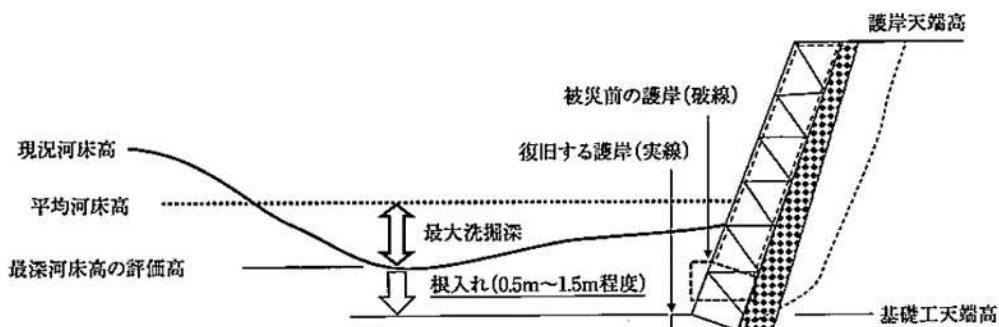 護岸天端高
被災前の護岸(破線)
現況河床高
復旧する護岸(実線)
平均河床高
最大洗掘深
最深河床高の評価高
根入れ(0.5m~1.5m程度)
基礎工天端高